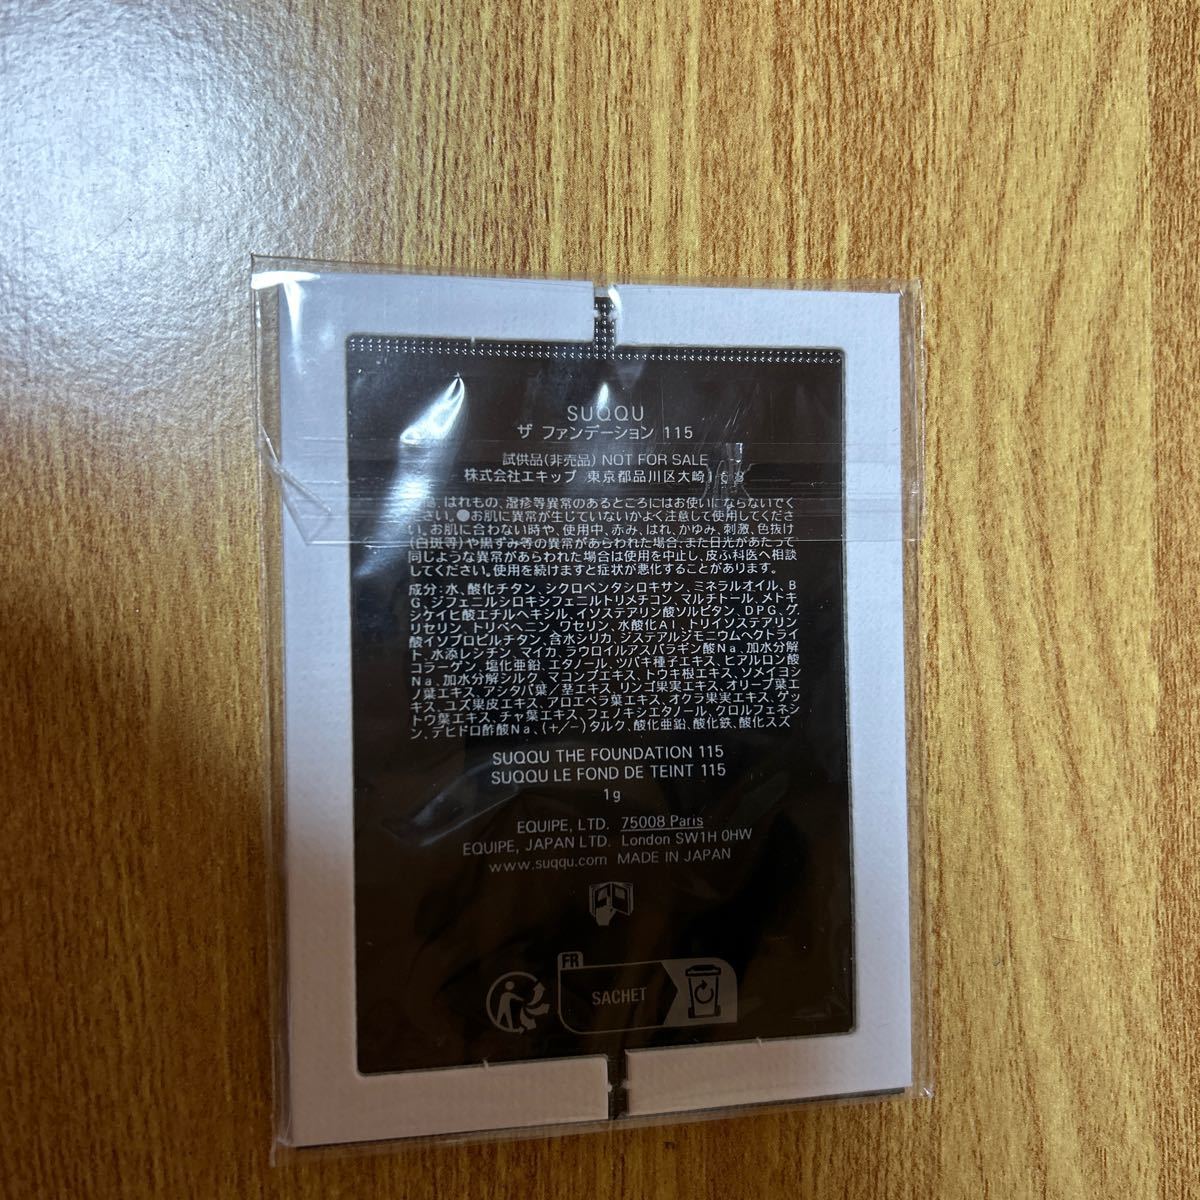 SUQQU
ザ ファンデーション 115
試供品(非売品) NOT FOR SALE
株式会社エキップ 東京都品川区大崎1-6-3
はれもの、湿疹等異常のあるところにはお使いにならないでく
ださい。●お肌に異常が生じていないかよく注意して使用してくださ
い。お肌に合わない時や、使用中、赤み、はれ、かゆみ、刺激、色抜け
(白斑等)や黒ずみ等の異常があらわれた場合、また日光があたって
同じような異常があらわれた場合は使用を中止し、皮ふ科医へ相談
してください。使用を続けますと症状が悪化することがあります。
成分:水、酸化チタン、シクロペンタシロキサン、ミネラルオイル、B
G、ジフェニルシロキシフェニルトリメチコン、マルチトール、メトキ
シケイヒ酸エチルヘキシル、イソステアリン酸ソルビタン、DPG、グ
リセリン、トリベヘニン、ワセリン、水酸化Al、トリイソステアリン
酸イソプロピルチタン、含水シリカ、ジステアルジモニウムヘクトライ
ト、水添レシチン、マイカ、ラウロイルアスパラギン酸Na、加水分解
コラーゲン、塩化亜鉛、エタノール、ツバキ種子エキス、ヒアルロン酸
Na、加水分解シルク、マコンブエキス、トウキ根エキス、ソメイヨシ
ノ葉エキス、アシタバ葉/茎エキス、リンゴ果実エキス、オリーブ葉エ
キス、ユズ果皮エキス、アロエベラ葉エキス、オクラ果実エキス、ゲッ
トウ葉エキス、チャ葉エキス、フェノキシエタノール、クロルフェネシ
ン、デヒドロ酢酸Na、(+/-)タルク、酸化亜鉛、酸化鉄、酸化スズ
SUQQU THE FOUNDATION 115
SUQQU LE FOND DE TEINT 115
1g
EQUIPE, LTD. 75008 Paris
EQUIPE, JAPAN LTD. London SW1H 0HW
www.suqqu.com MADE IN JAPAN
FR
SACHET